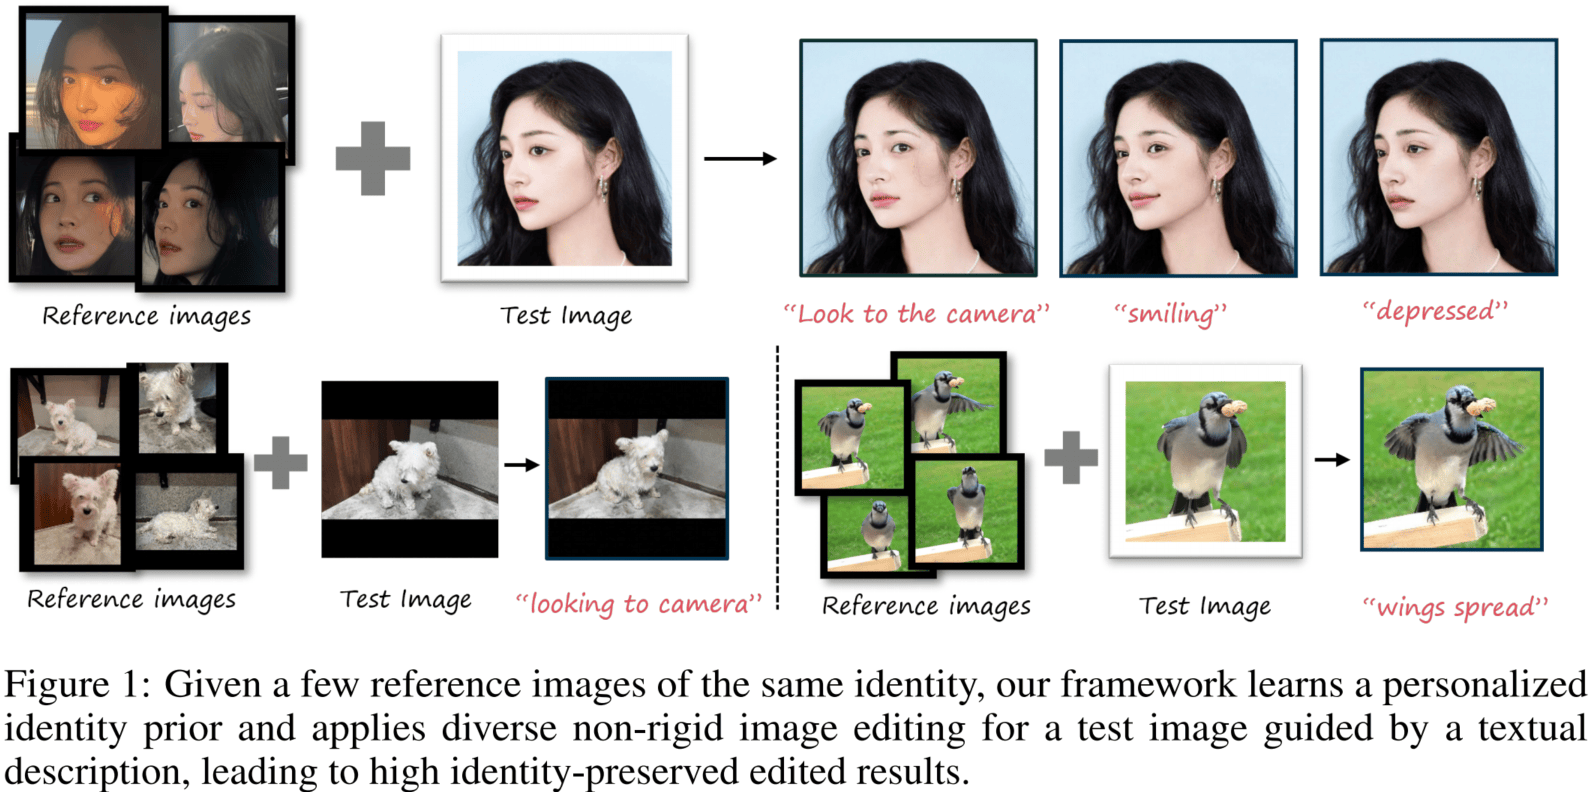 Reference images
Test Image
“Look to the camera”
“smiling”
“depressed”
Reference images
Test Image
“looking to camera”
Reference images
Test Image
“wings spread”
Figure 1: Given a few reference images of the same identity, our framework learns a personalized
identity prior and applies diverse non-rigid image editing for a test image guided by a textual
description, leading to high identity-preserved edited results.